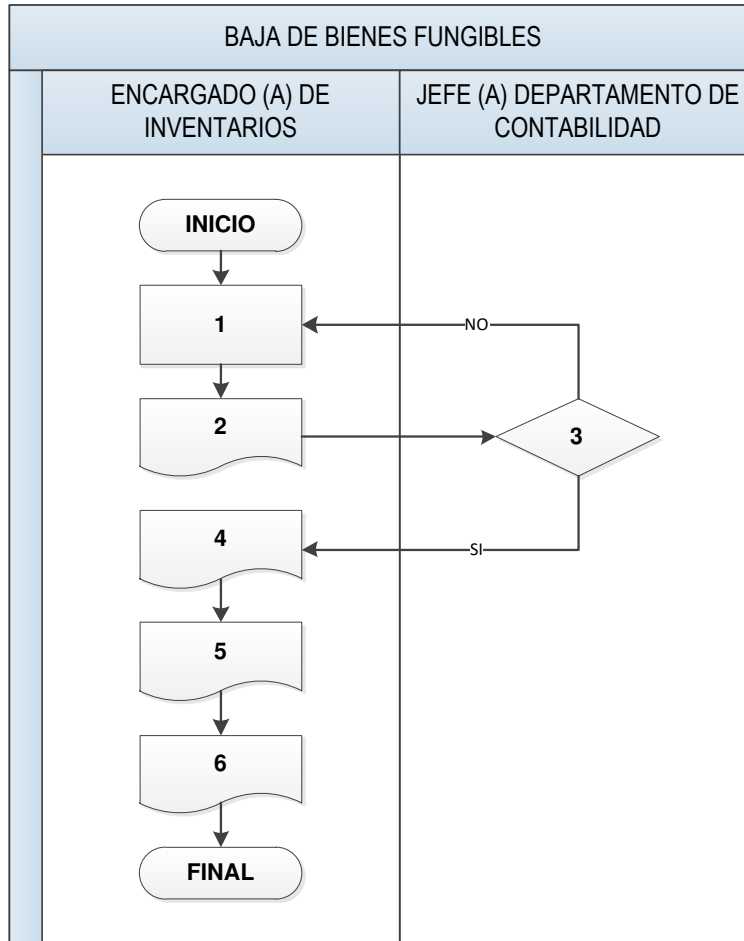 BAJA DE BIENES FUNGIBLES
ENCARGADO (A) DE
INVENTARIOS
JEFE (A) DEPARTAMENTO DE
CONTABILIDAD
INICIO
1
NO
2
3
4
SI
5
6
FINAL